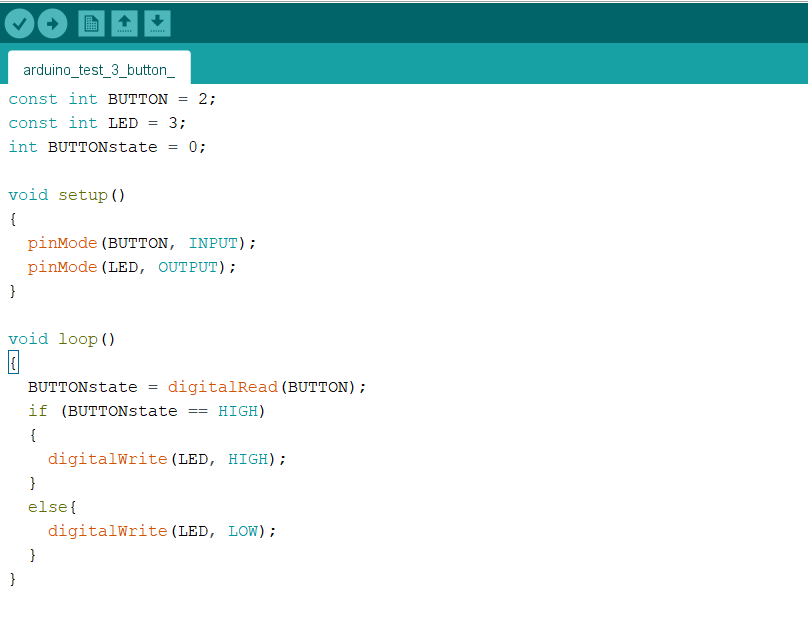 arduino_test_3_button_
const int BUTTON = 2;
const int LED = 3;
int BUTTONstate = 0;
void setup()
{
  pinMode(BUTTON, INPUT);
  pinMode(LED, OUTPUT);
}
void loop()
{
  BUTTONstate = digitalRead(BUTTON);
  if (BUTTONstate == HIGH)
  {
    digitalWrite(LED, HIGH);
  }
  else{
    digitalWrite(LED, LOW);
  }
}